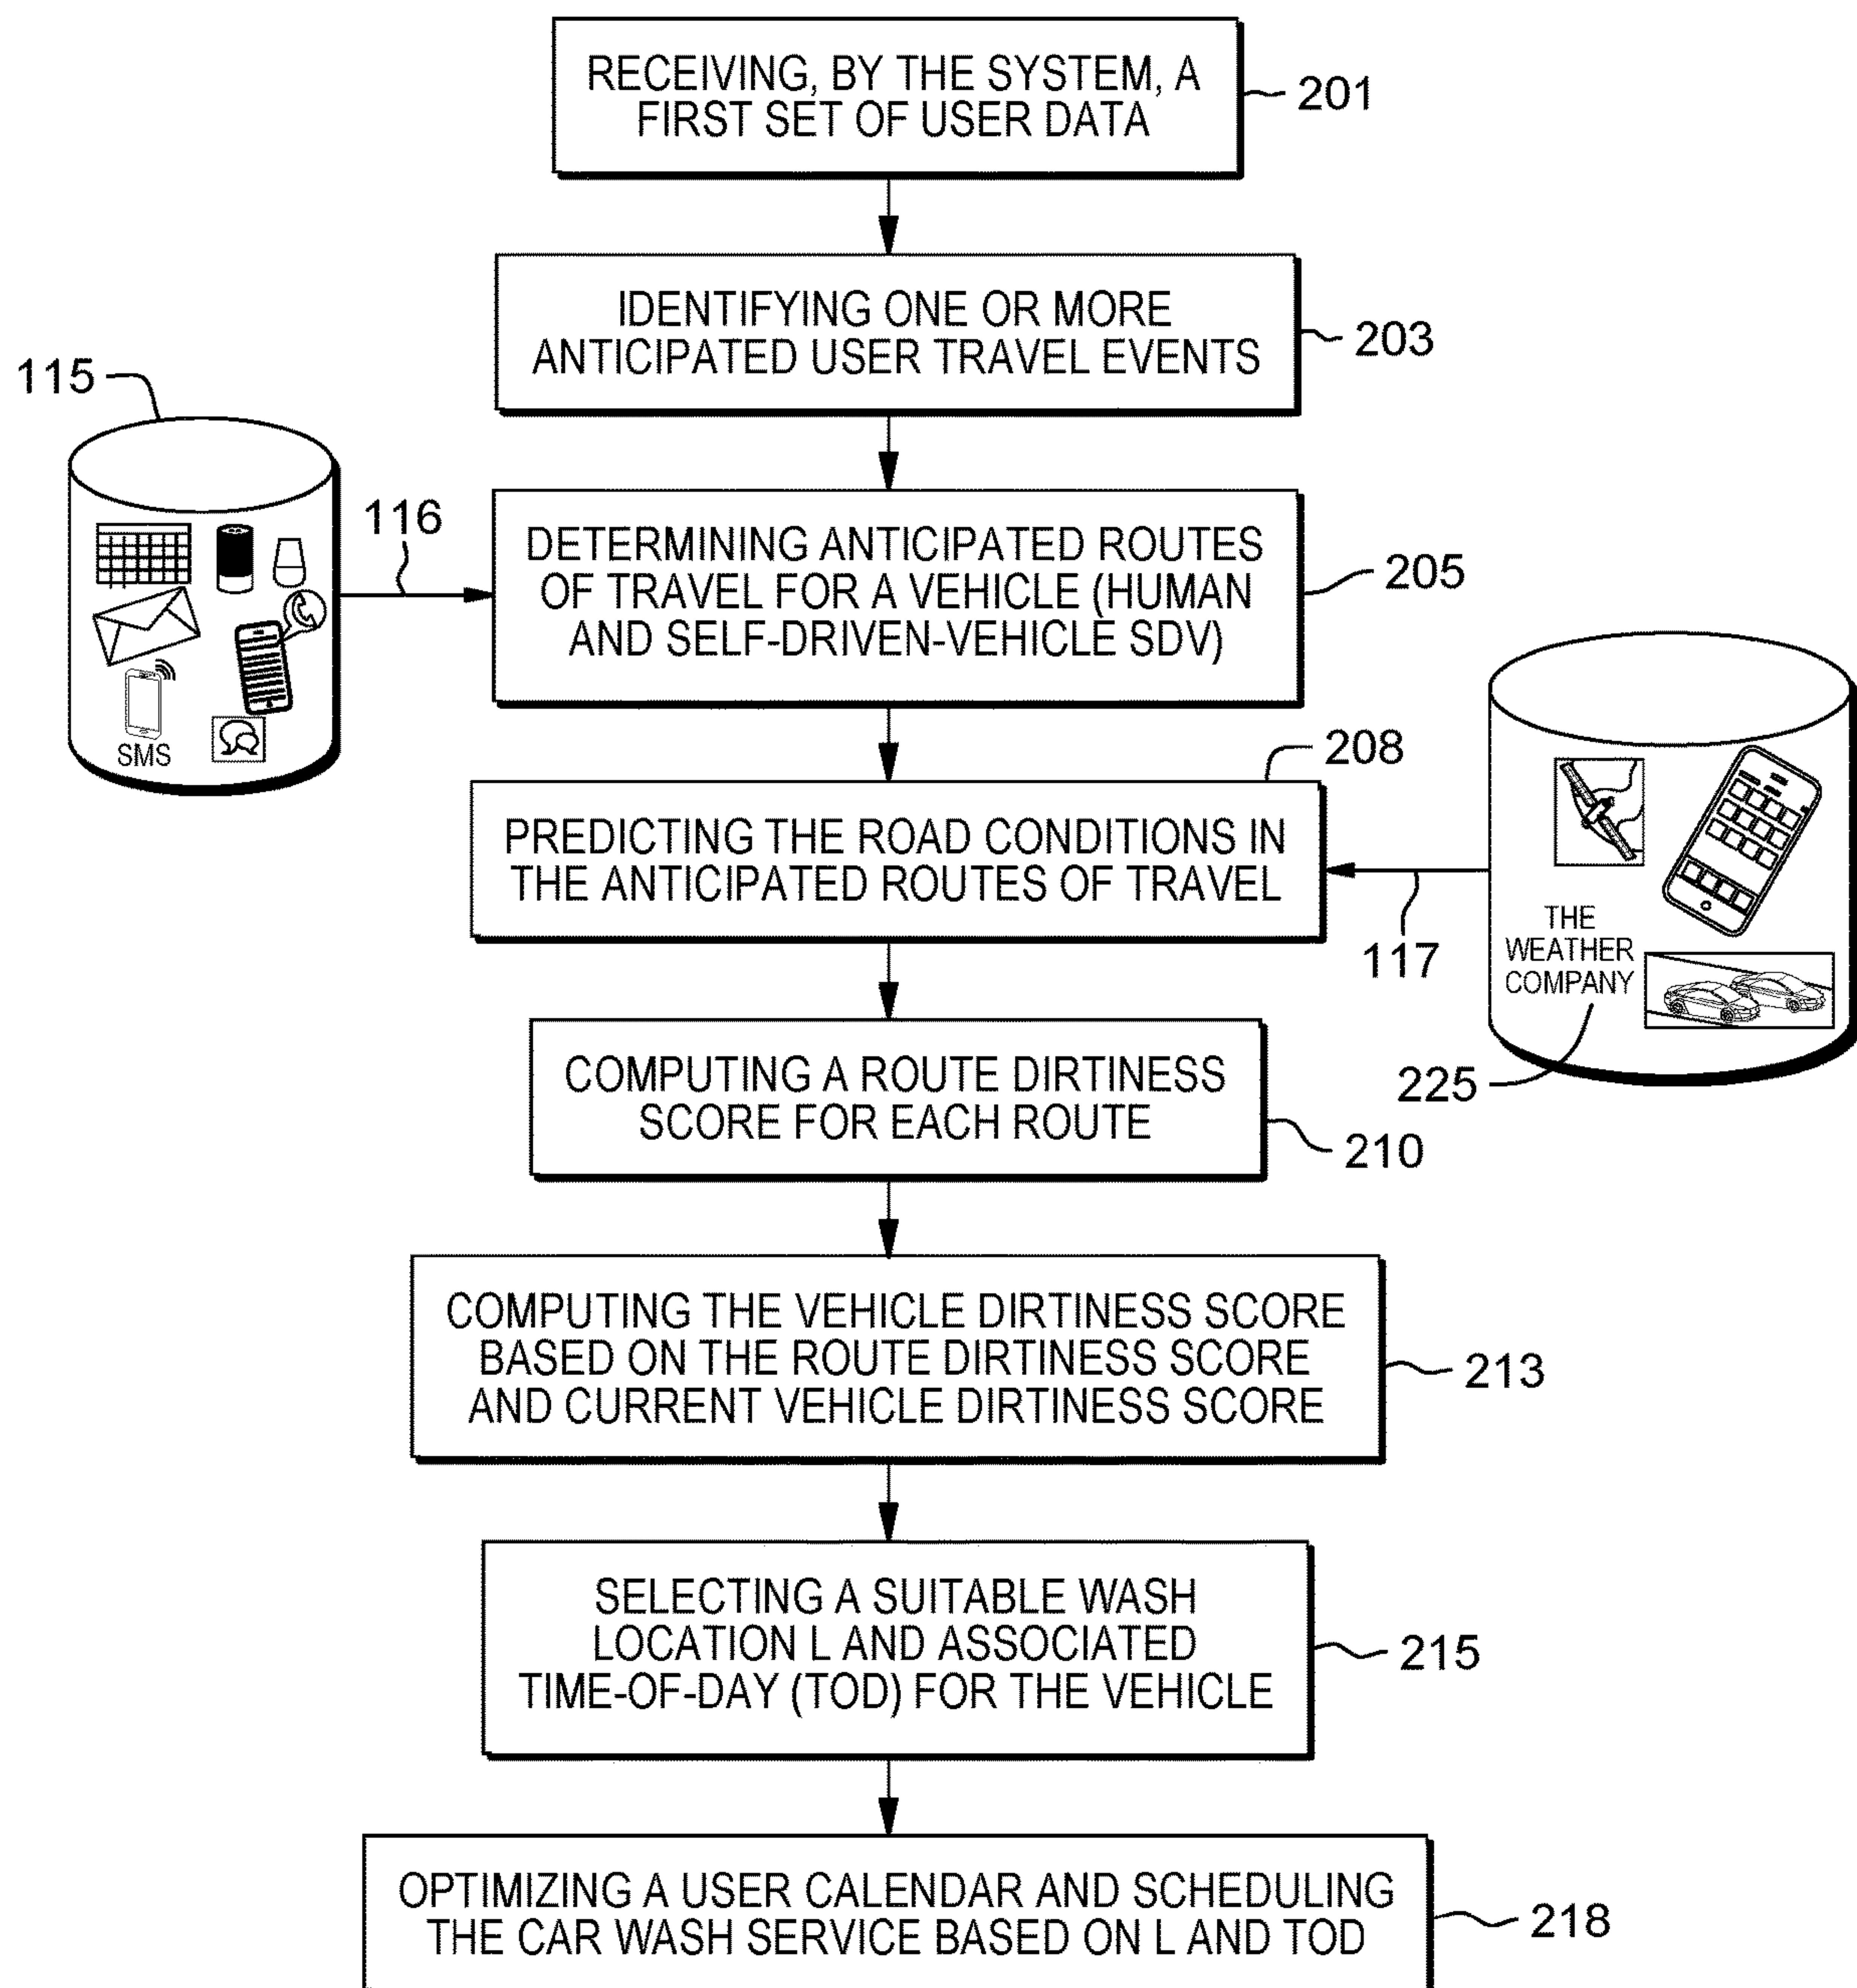 RECEIVING, BY THE SYSTEM, A
FIRST SET OF USER DATA
201
IDENTIFYING ONE OR MORE
ANTICIPATED USER TRAVEL EVENTS
203
115
116
SMS
DETERMINING ANTICIPATED ROUTES
OF TRAVEL FOR A VEHICLE (HUMAN
AND SELF-DRIVEN-VEHICLE SDV)
205
208
PREDICTING THE ROAD CONDITIONS IN
THE ANTICIPATED ROUTES OF TRAVEL
117
THE
WEATHER
COMPANY
225
COMPUTING A ROUTE DIRTINESS
SCORE FOR EACH ROUTE
210
COMPUTING THE VEHICLE DIRTINESS SCORE
BASED ON THE ROUTE DIRTINESS SCORE
AND CURRENT VEHICLE DIRTINESS SCORE
213
SELECTING A SUITABLE WASH
LOCATION L AND ASSOCIATED
TIME-OF-DAY (TOD) FOR THE VEHICLE
215
OPTIMIZING A USER CALENDAR AND SCHEDULING
THE CAR WASH SERVICE BASED ON L AND TOD
218